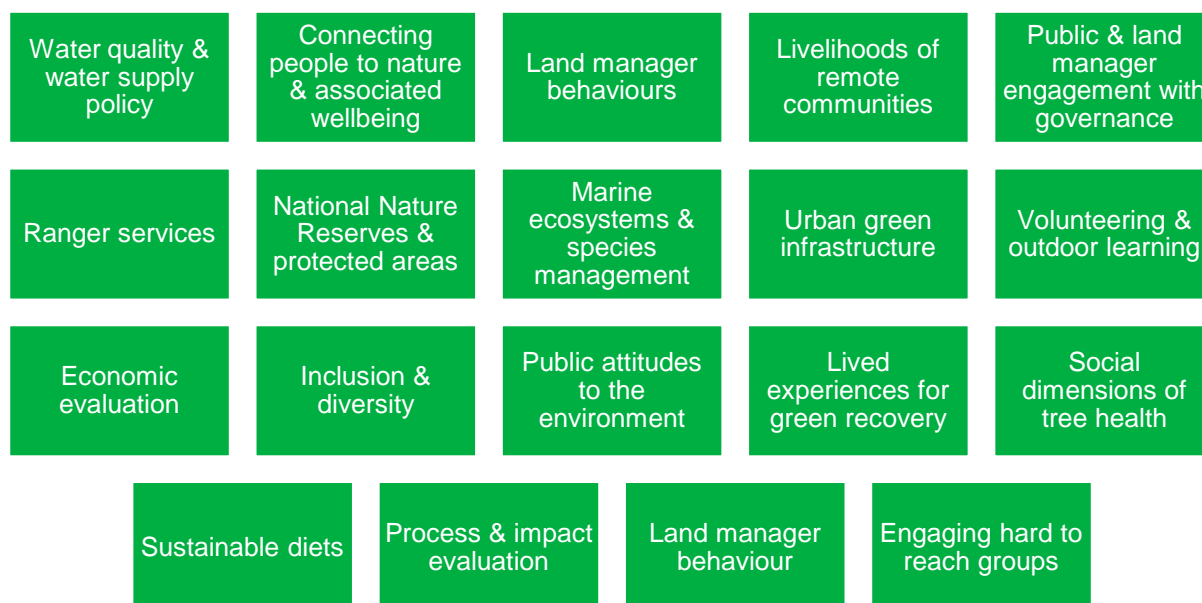 Water quality &
water supply
policy
Connecting
people to nature
& associated
wellbeing
Land manager
behaviours
Livelihoods of
remote
communities
Public & land
manager
engagement with
governance
Ranger services
National Nature
Reserves &
protected areas
Marine
ecosystems &
species
management
Urban green
infrastructure
Volunteering &
outdoor learning
Economic
evaluation
Inclusion &
diversity
Public attitudes
to the
environment
Lived
experiences for
green recovery
Social
dimensions of
tree health
Sustainable diets
Process & impact
evaluation
Land manager
behaviour
Engaging hard to
reach groups